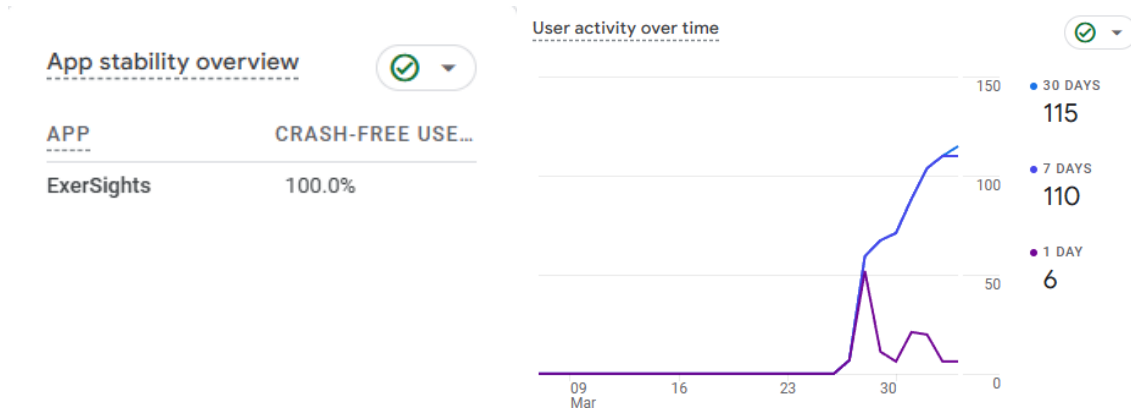 App stability overview
APP CRASH-FREE USE...
ExerSights 100.0%
User activity over time
150
100
50
0
09
Mar
16
23
30
30 DAYS
115
7 DAYS
110
1 DAY
6